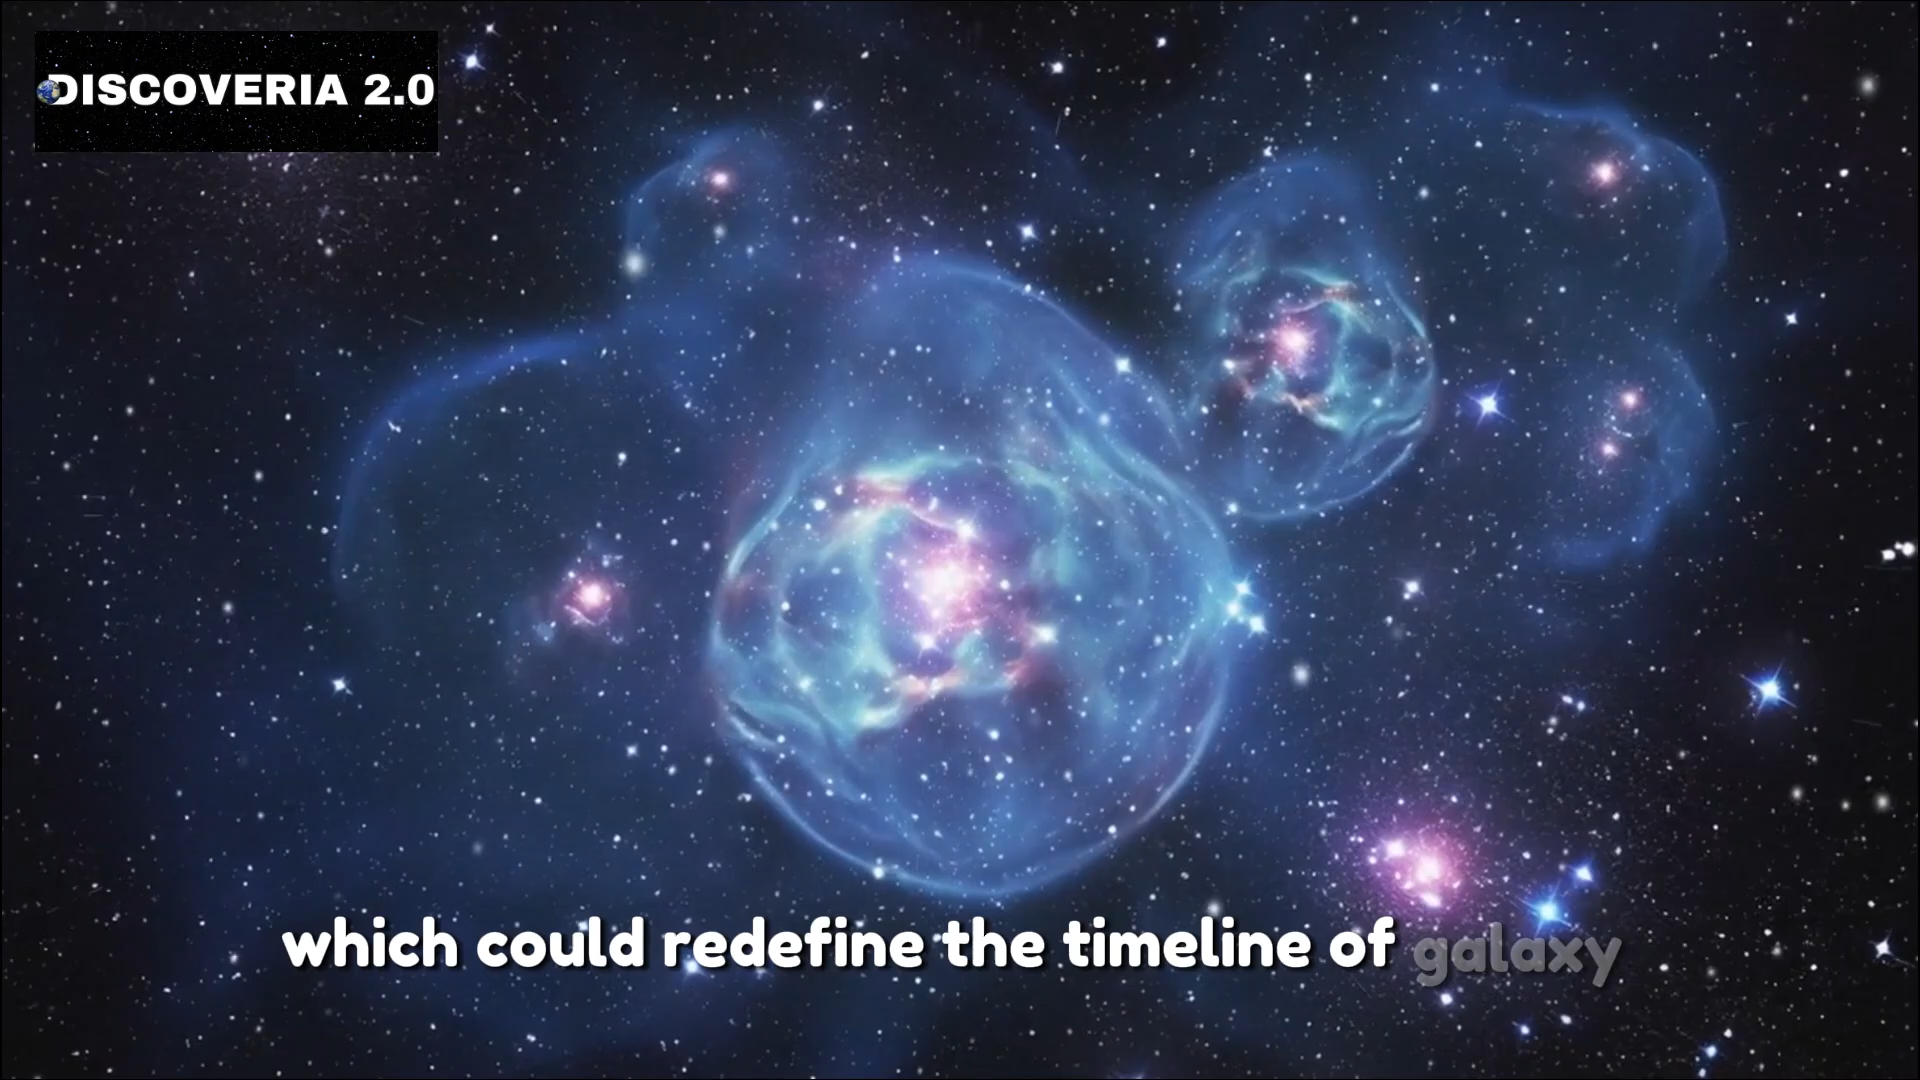 DISCOVERIA 2.0
which could redefine the timeline of galaxy